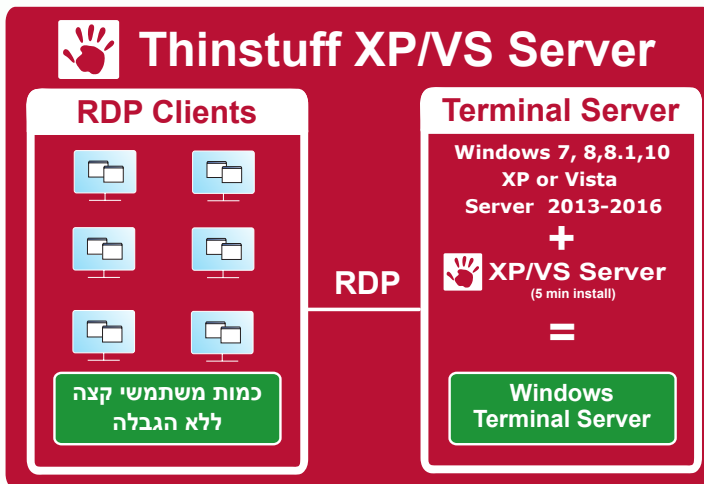 Thinstuff XP/VS Server
RDP Clients
כמות משתמשי קצה
ללא הגבלה
RDP
Terminal Server
Windows 7, 8,8.1,10
XP or Vista
Server 2013-2016
+
XP/VS Server
(5 min install)
=
Windows
Terminal Server